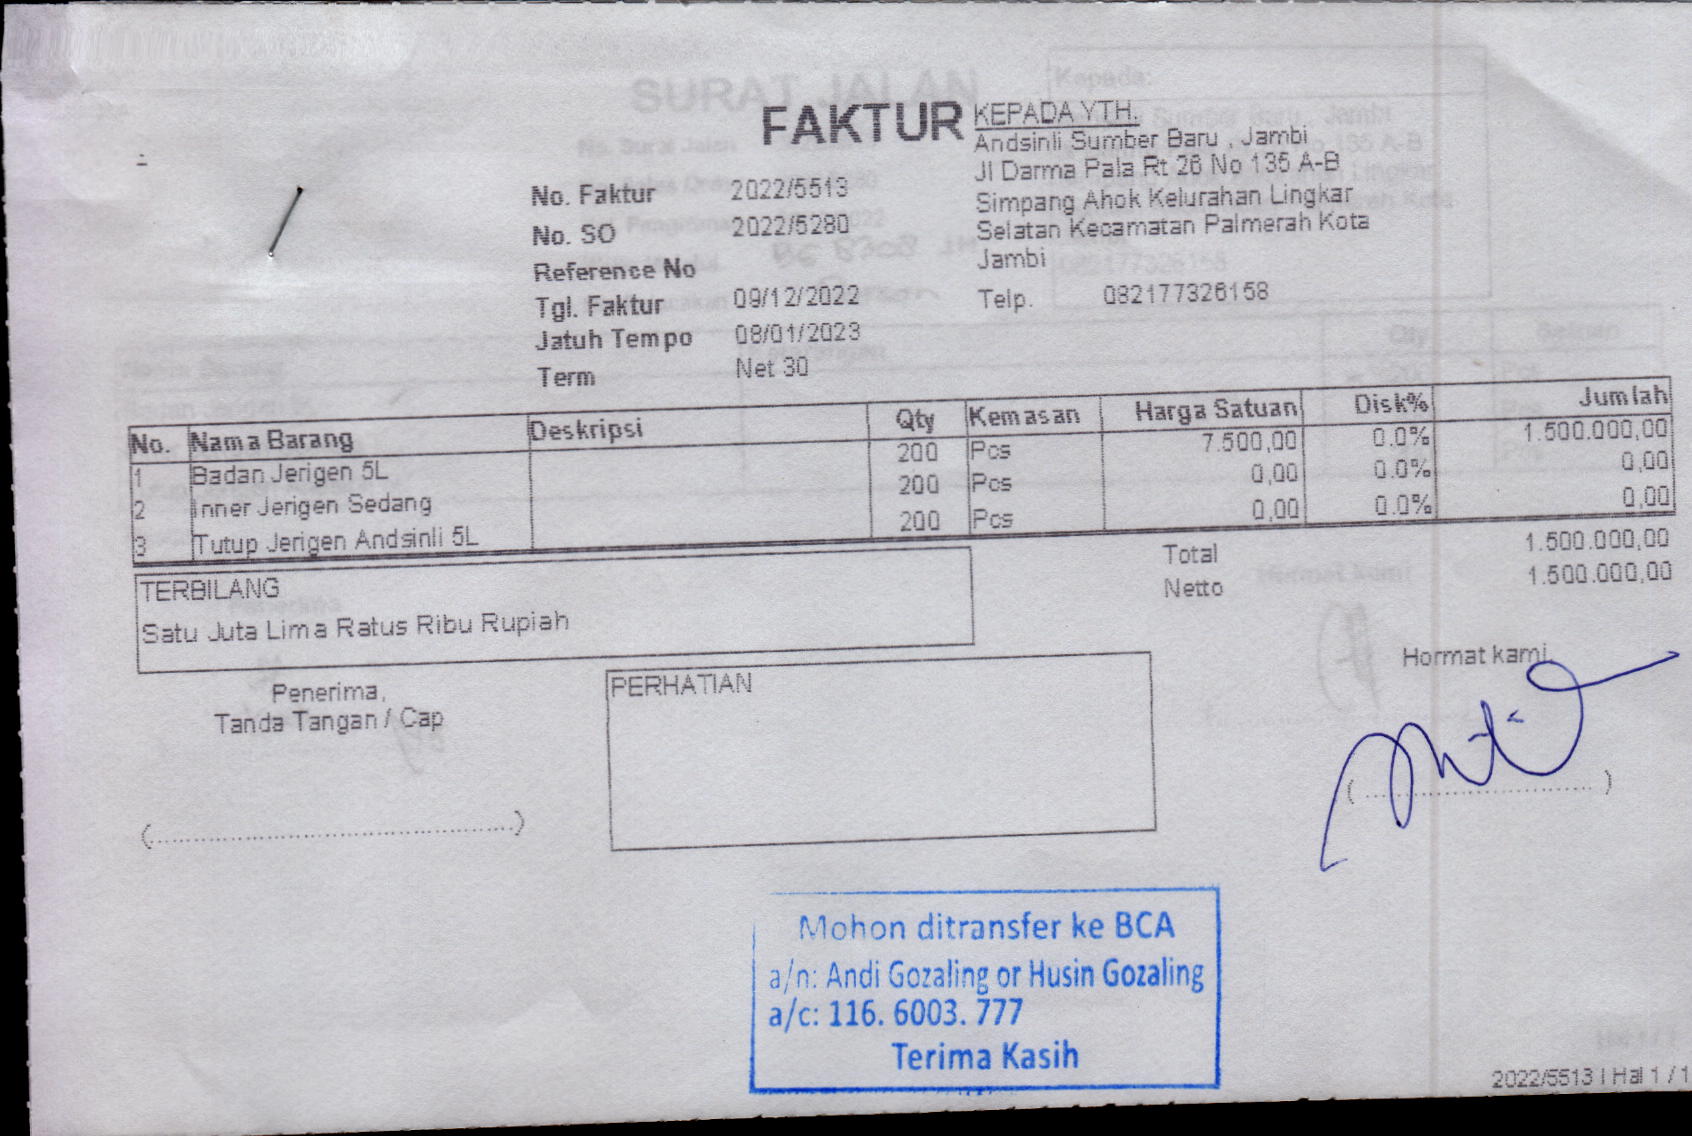 FAKTUR
KEPADA YTH.
Andsinli Sumber Baru , Jambi
Jl Darma Pala Rt 26 No 135 A-B
Simpang Ahok Kelurahan Lingkar
Selatan Kecamatan Palmerah Kota
Jambi
Telp. 082177326158
No. Faktur 2022/5513
No. SO 2022/5280
Reference No
Tgl. Faktur 09/12/2022
Jatuh Tempo 08/01/2023
Term Net 30
No. Nama Barang Deskripsi Qty Kemasan Harga Satuan Disk% Jumlah
1 Badan Jerigen 5L 200 Pcs 7.500,00 0.0% 1.500.000,00
2 Inner Jerigen Sedang 200 Pcs 0,00 0.0% 0,00
3 Tutup Jerigen Andsinli 5L 200 Pcs 0,00 0.0% 0,00
Total 1.500.000,00
Netto 1.500.000,00
TERBILANG
Satu Juta Lima Ratus Ribu Rupiah
Penerima,
Tanda Tangan / Cap
(................................................)
PERHATIAN
Hormat kami
(................................)
Mohon ditransfer ke BCA
a/n: Andi Gozaling or Husin Gozaling
a/c: 116. 6003. 777
Terima Kasih
2022/5513 | Hal 1 / 1